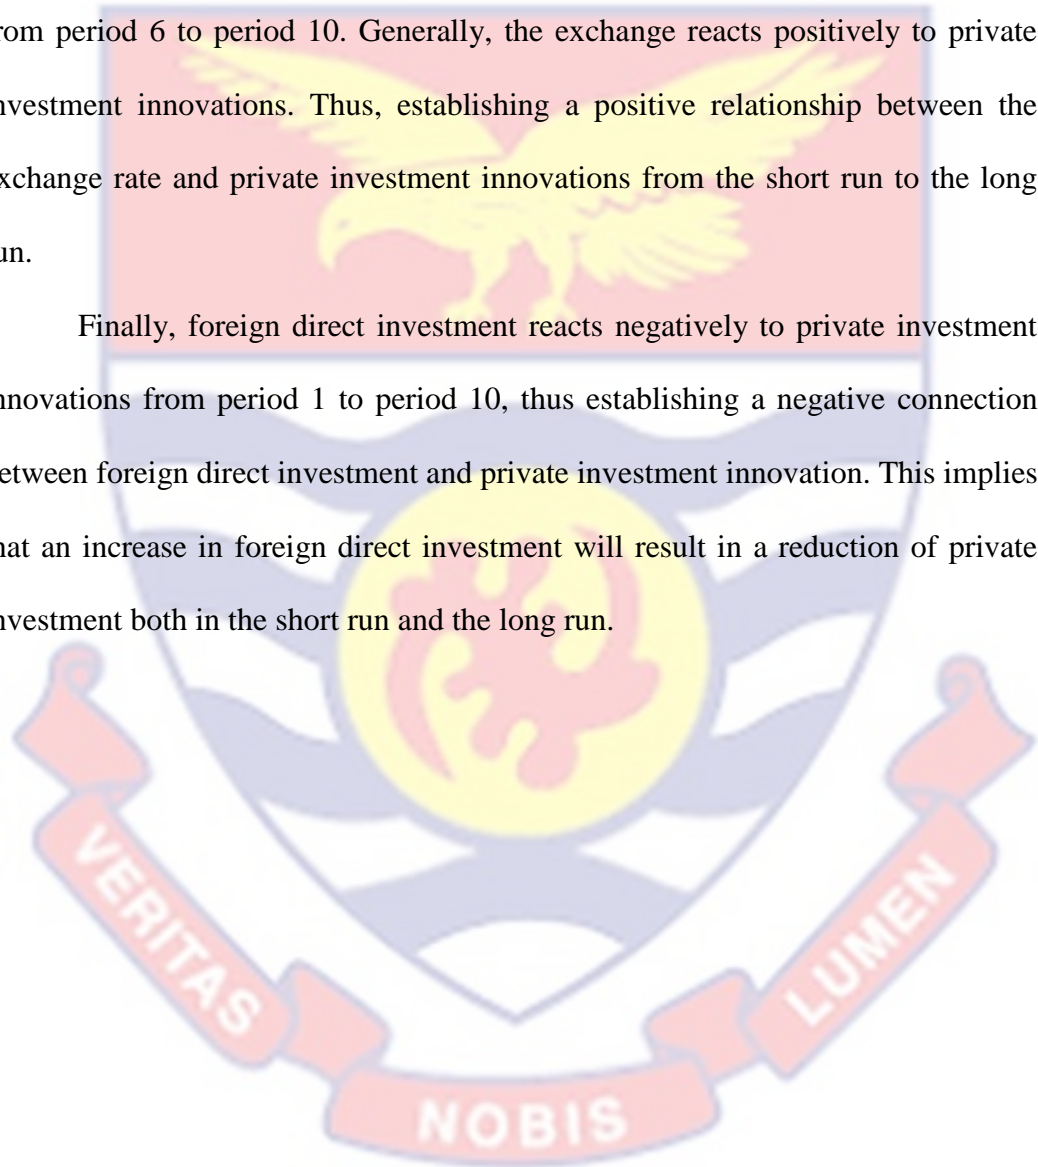 rom period 6 to period 10. Generally, the exchange reacts positively to private
nvestment innovations. Thus, establishing a positive relationship between the
xchange rate and private investment innovations from the short run to the long
un.
Finally, foreign direct investment reacts negatively to private investment
nnovations from period 1 to period 10, thus establishing a negative connection
etween foreign direct investment and private investment innovation. This implies
hat an increase in foreign direct investment will result in a reduction of private
nvestment both in the short run and the long run.
VERITAS
NOBIS
LUMEN